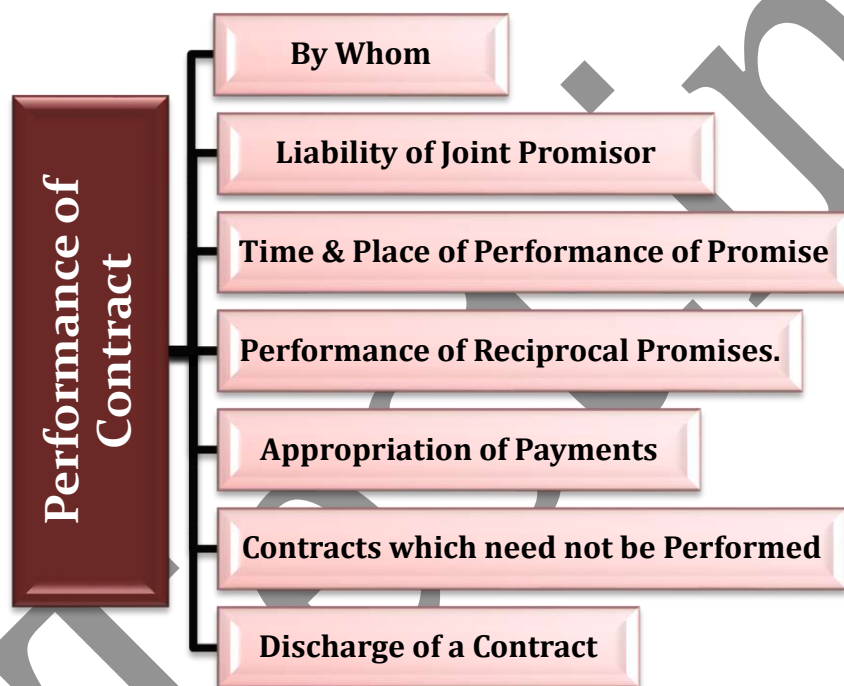 Performance of
Contract
By Whom
Liability of Joint Promisor
Time & Place of Performance of Promise
Performance of Reciprocal Promises.
Appropriation of Payments
Contracts which need not be Performed
Discharge of a Contract